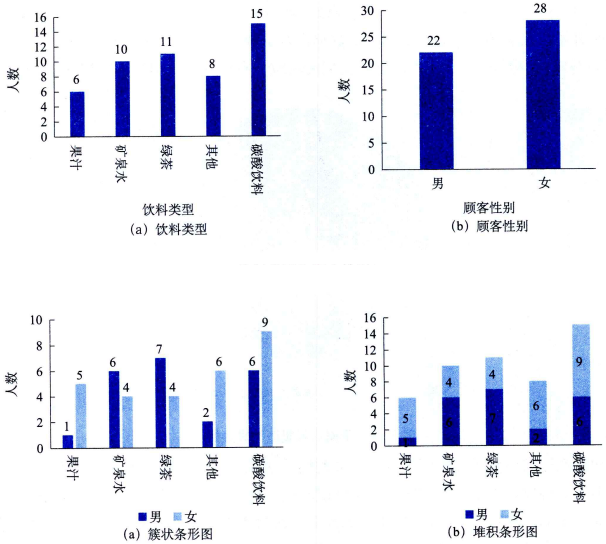 16
14
12
10
8
6
4
2
0
人数
6
10
11
8
15
果汁
矿泉水
绿茶
其他
碳酸饮料
饮料类型
(a) 饮料类型
30
25
20
15
10
5
0
人数
22
28
男
女
顾客性别
(b) 顾客性别
10
8
6
4
2
0
人数
1
5
6
4
7
4
2
6
6
9
果汁
矿泉水
绿茶
其他
碳酸饮料
男 女
(a) 簇状条形图
16
14
12
10
8
6
4
2
0
人数
5
4
6
4
7
6
2
9
6
果汁
矿泉水
绿茶
其他
碳酸饮料
男 女
(b) 堆积条形图